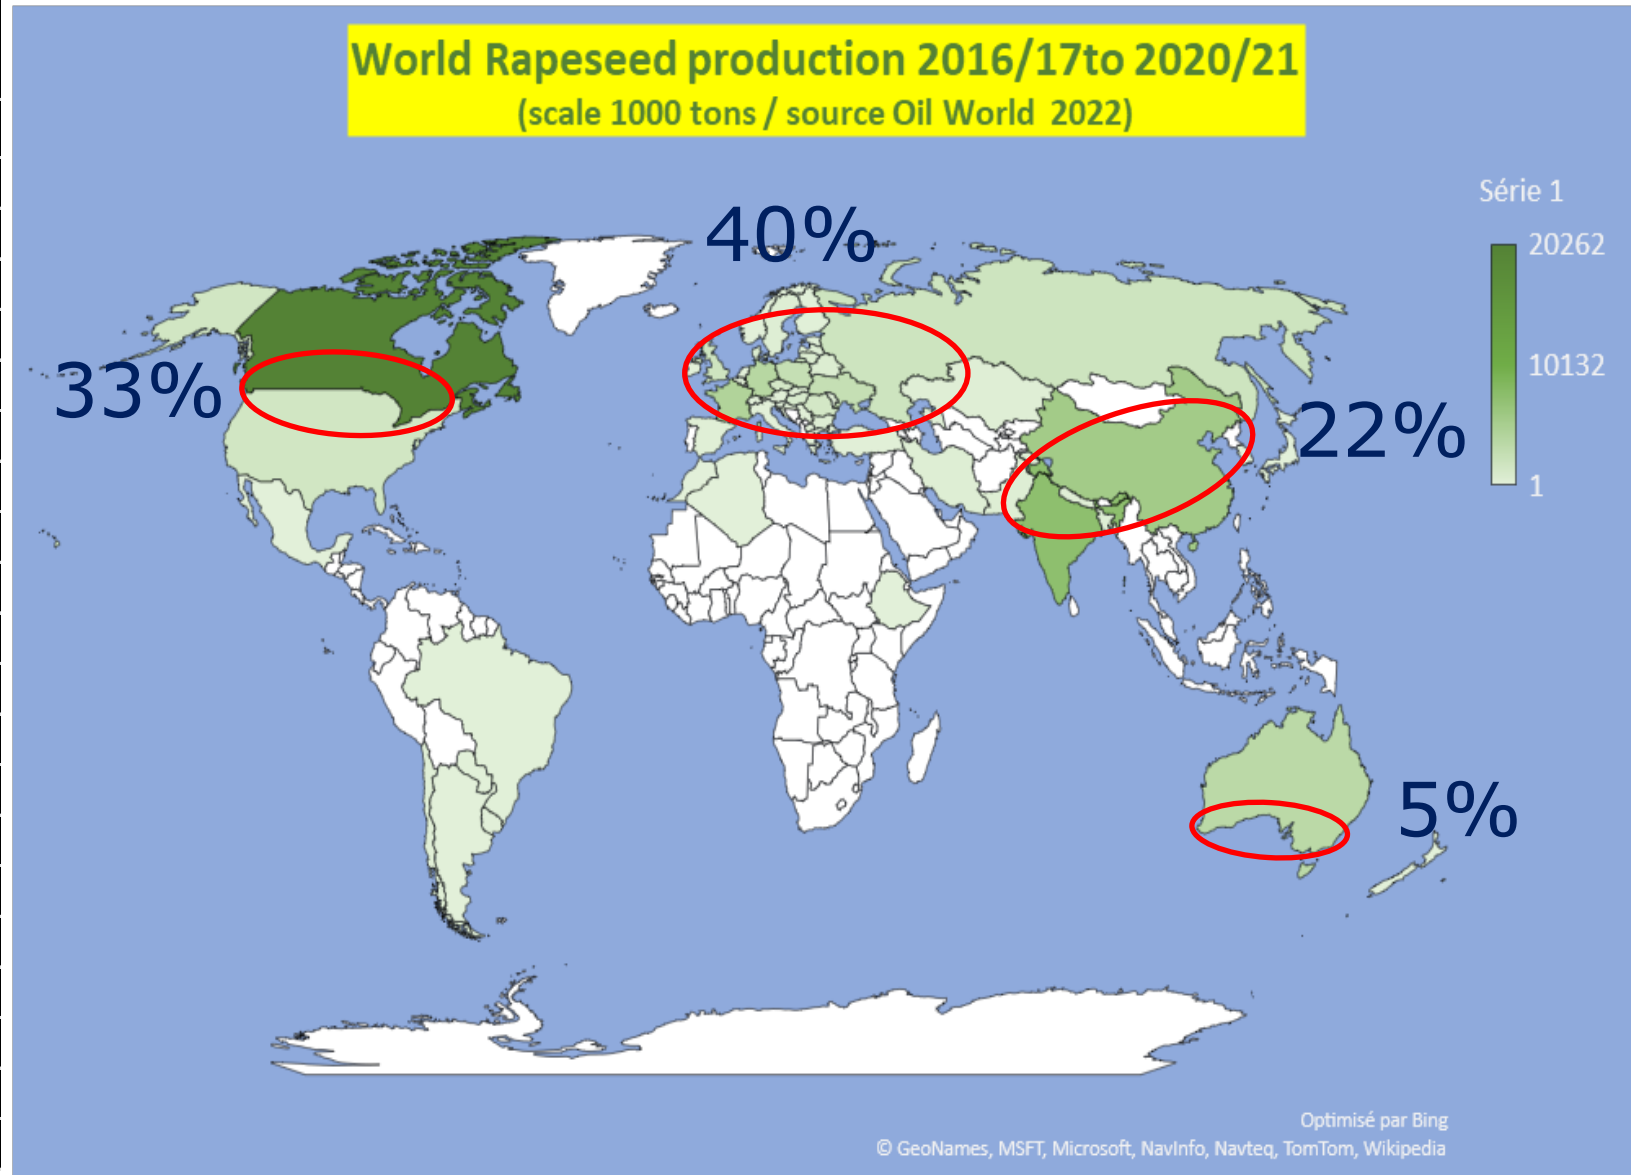 World Rapeseed production 2016/17to 2020/21
(scale 1000 tons / source Oil World 2022)
Série 1
20262
10132
1
40%
33%
22%
5%
Optimisé par Bing
© GeoNames, MSFT, Microsoft, NavInfo, Navteq, TomTom, Wikipedia